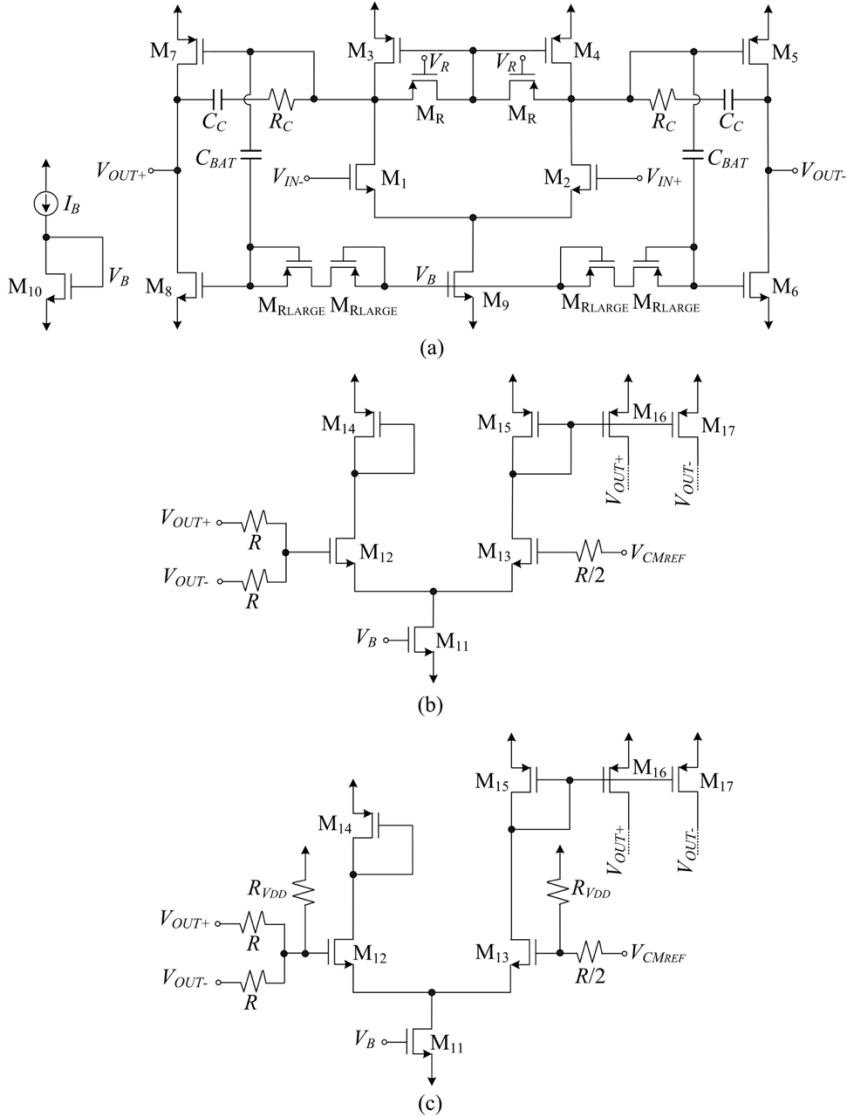 M7
M3
VR
VR
M4
M5
CC
RC
MR
MR
RC
CC
VOUT+
CBAT
VIN-
M1
M2
VIN+
CBAT
VOUT-
IB
M10
VB
M8
MRLARGE
MRLARGE
VB
M9
MRLARGE
MRLARGE
M6
(a)
M14
M15
M16
M17
VOUT+
VOUT-
VOUT+
R
M12
M13
VCMREF
R/2
VOUT-
R
VB
M11
(b)
M15
M16
M17
M14
VOUT+
VOUT-
RVDD
RVDD
VOUT+
R
M12
M13
VCMREF
R/2
VOUT-
R
VB
M11
(c)